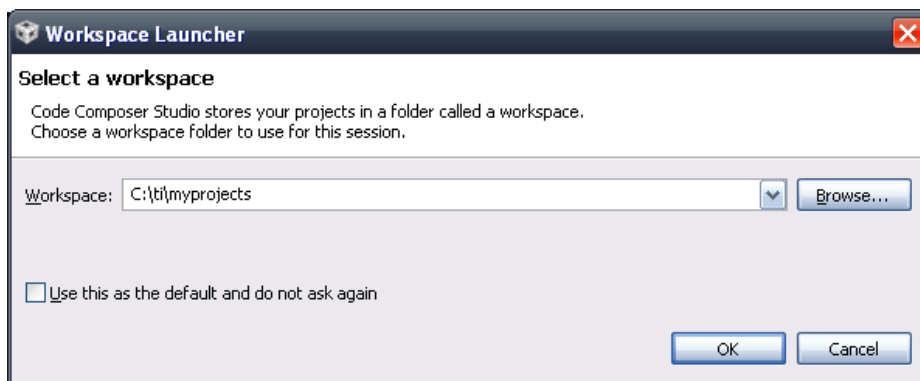 Workspace Launcher
Select a workspace
Code Composer Studio stores your projects in a folder called a workspace.
Choose a workspace folder to use for this session.
Workspace: C:\ti\myprojects Browse...
Use this as the default and do not ask again
OK Cancel